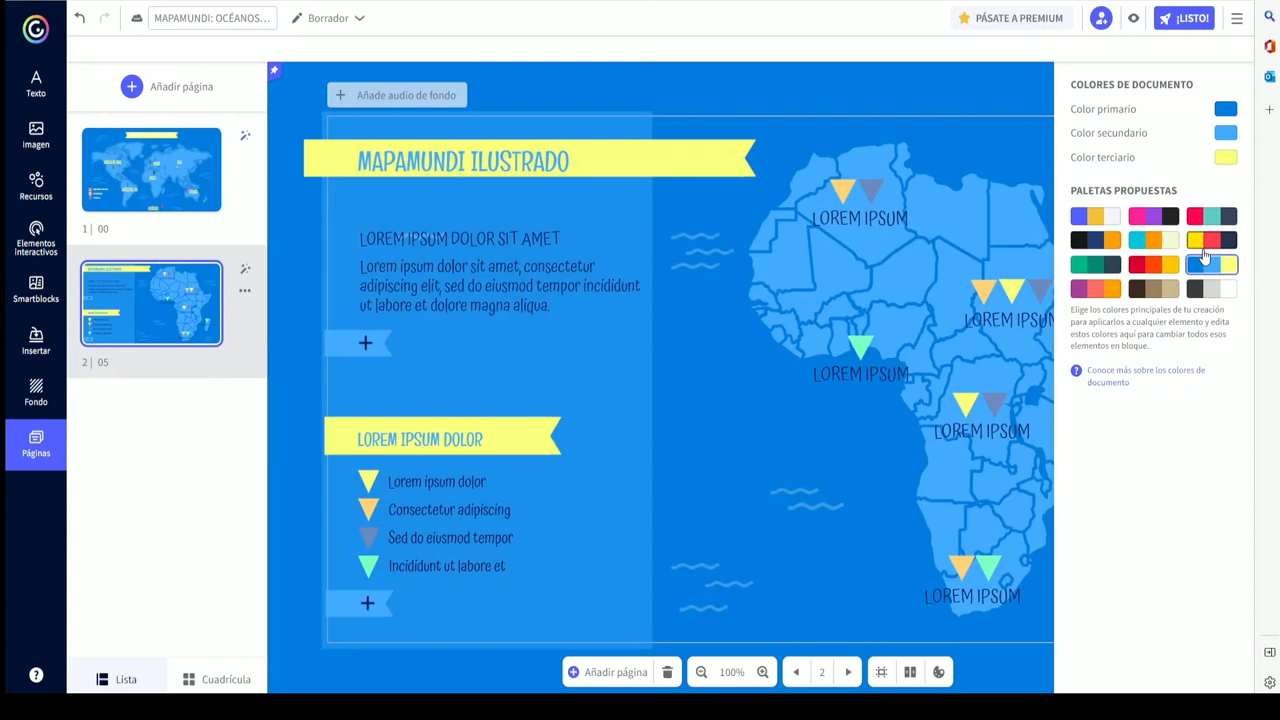 MAPAMUNDI: OCÉANOS...
Borrador
PÁSATE A PREMIUM
¡LISTO!
Texto
Imagen
Recursos
Elementos
Interactivos
Smartblocks
Insertar
Fondo
Páginas
Añadir página
1 | 00
2 | 05
Lista
Cuadrícula
Añade audio de fondo
MAPAMUNDI ILUSTRADO
LOREM IPSUM DOLOR SIT AMET
Lorem ipsum dolor sit amet, consectetur
adipiscing elit, sed do eiusmod tempor incididunt
ut labore et dolore magna aliqua.
LOREM IPSUM DOLOR
Lorem ipsum dolor
Consectetur adipiscing
Sed do eiusmod tempor
Incididunt ut labore et
LOREM IPSUM
LOREM IPSUM
LOREM IPSUM
LOREM IPSUM
LOREM IPSUM
Añadir página
100%
2
COLORES DE DOCUMENTO
Color primario
Color secundario
Color terciario
PALETAS PROPUESTAS
Elige los colores principales de tu creación
para aplicarlos a cualquier elemento y edita
estos colores aquí para cambiar todos esos
elementos en bloque.
Conoce más sobre los colores de
documento